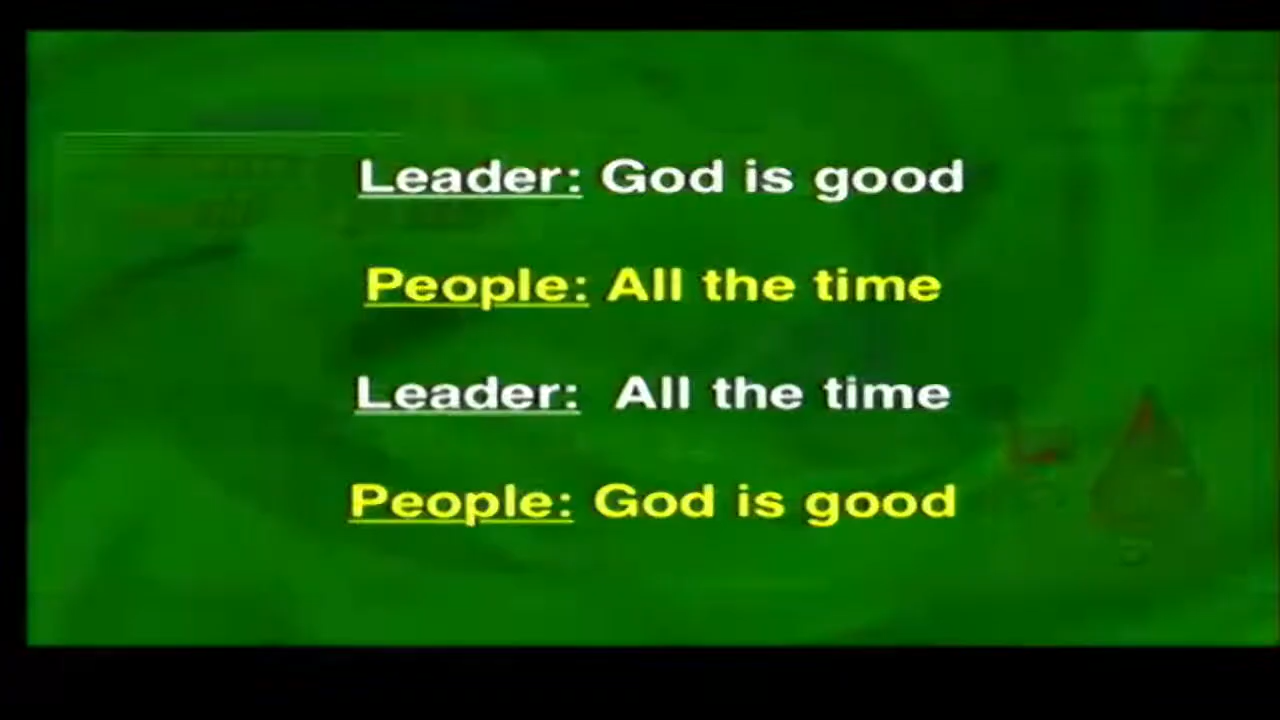 Leader: God is good
People: All the time
Leader: All the time
People: God is good